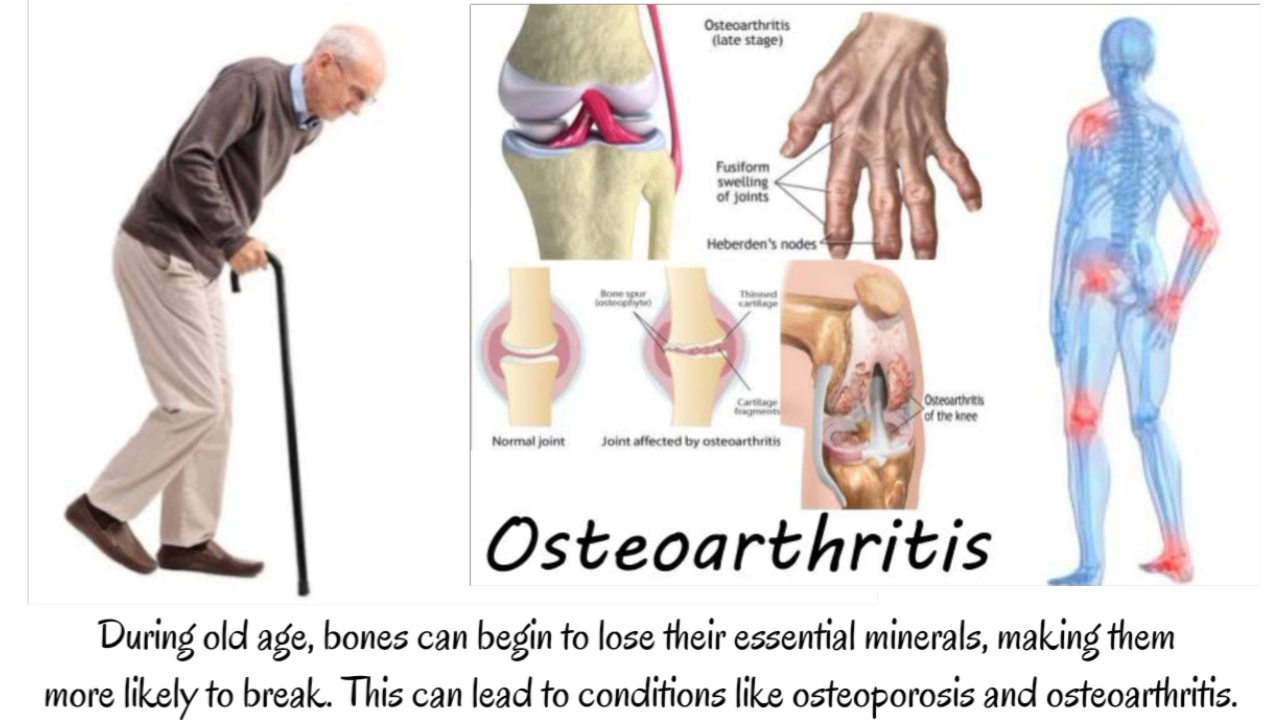 Osteoarthritis
(late stage)
Fusiform
swelling
of joints
Heberden's nodes
Bone spur
(osteophyte)
Thinned
cartilage
Cartilage
fragments
Normal joint
Joint affected by osteoarthritis
Osteoarthritis
of the knee
Osteoarthritis
During old age, bones can begin to lose their essential minerals, making them
more likely to break. This can lead to conditions like osteoporosis and osteoarthritis.